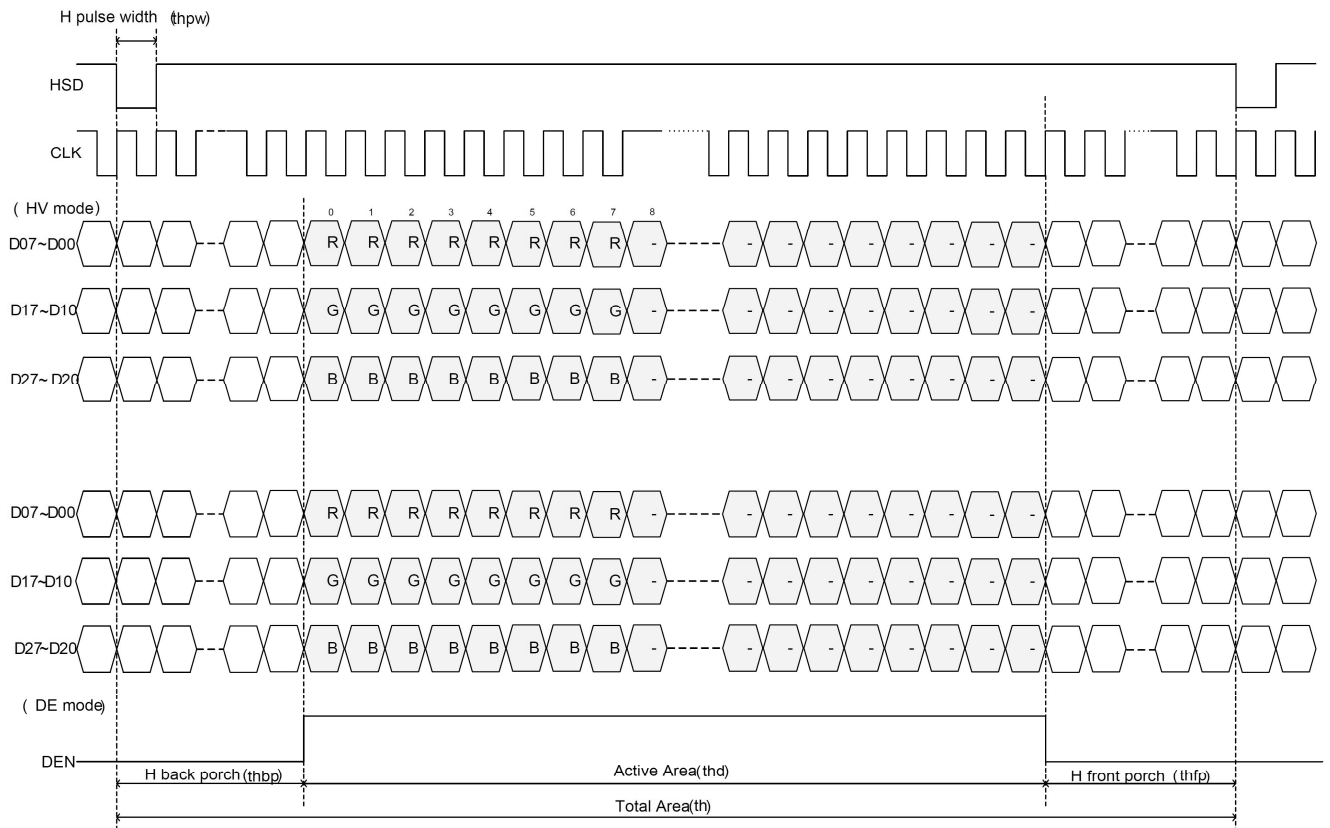 H pulse width (thpw)
HSD
CLK
( HV mode)
0 1 2 3 4 5 6 7 8
D07~D00 R R R R R R R R - - - - - - - - -
D17~D10 G G G G G G G G - - - - - - - - -
D27~D20 B B B B B B B B - - - - - - - - -
D07~D00 R R R R R R R R - - - - - - - - -
D17~D10 G G G G G G G G - - - - - - - - -
D27~D20 B B B B B B B B - - - - - - - - -
( DE mode)
DEN
H back porch (thbp) Active Area(thd) H front porch (thfp)
Total Area(th)